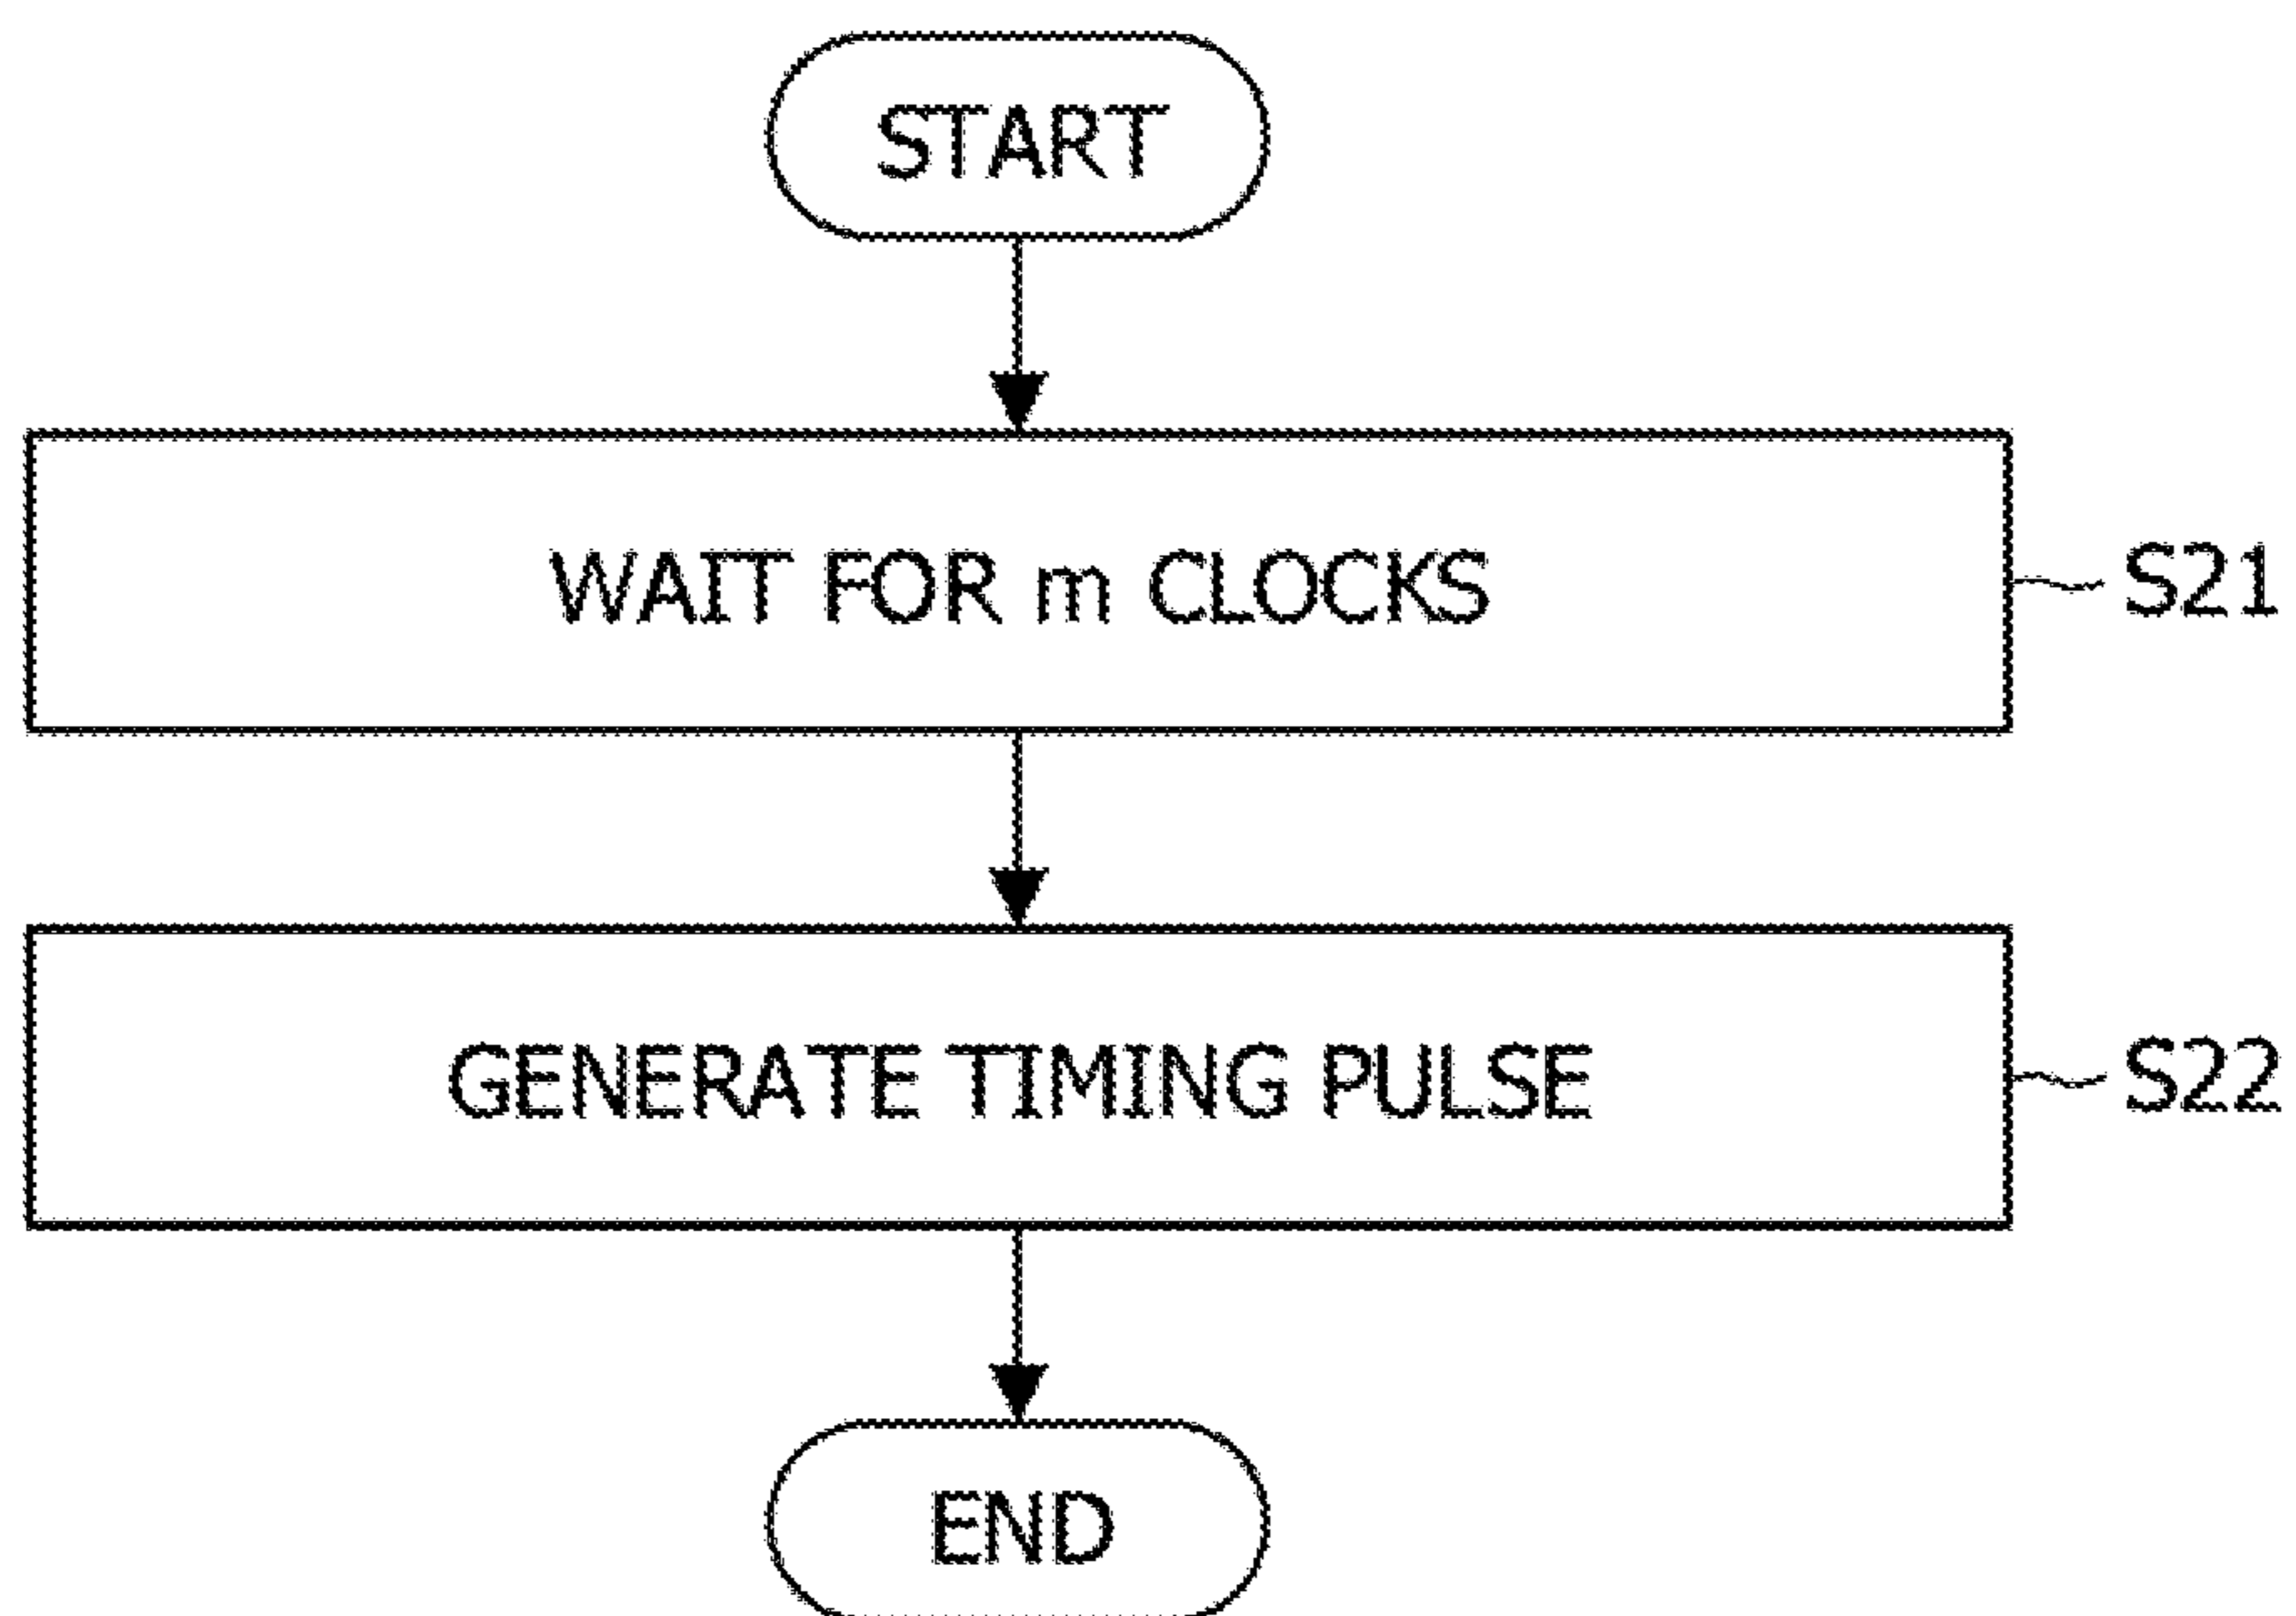 START
WAIT FOR m CLOCKS
S21
GENERATE TIMING PULSE
S22
END